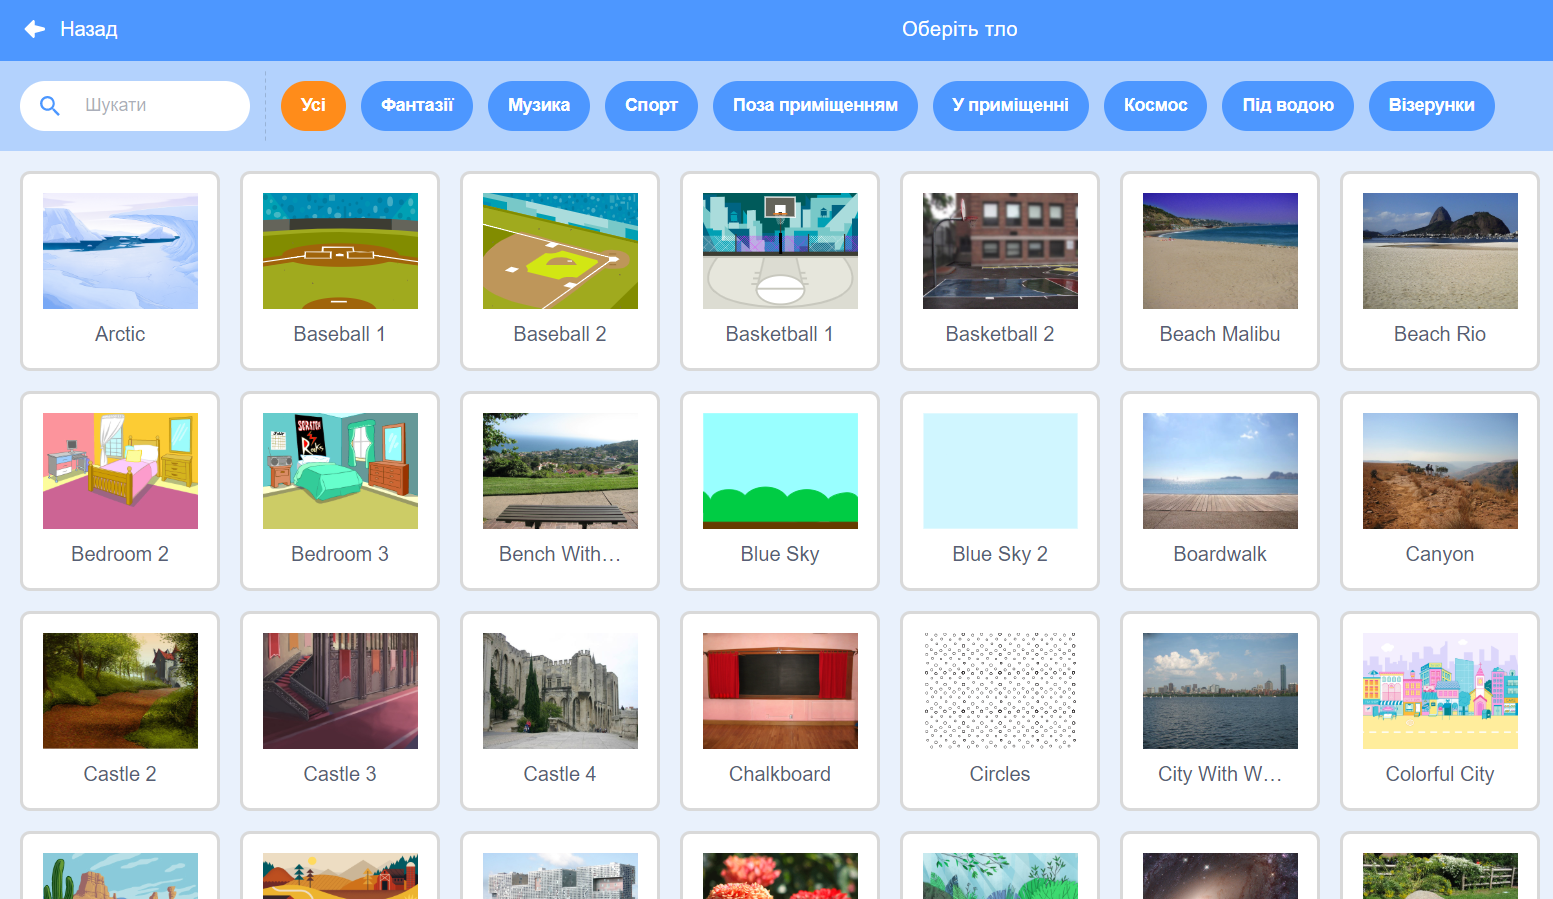 Назад
Оберіть тло
Шукати
Усі
Фантазії
Музика
Спорт
Поза приміщенням
У приміщенні
Космос
Під водою
Візерунки
Arctic
Baseball 1
Baseball 2
Basketball 1
Basketball 2
Beach Malibu
Beach Rio
SCRATCH
Rocks
Bedroom 2
Bedroom 3
Bench With…
Blue Sky
Blue Sky 2
Boardwalk
Canyon
Castle 2
Castle 3
Castle 4
Chalkboard
Circles
City With W…
Colorful City